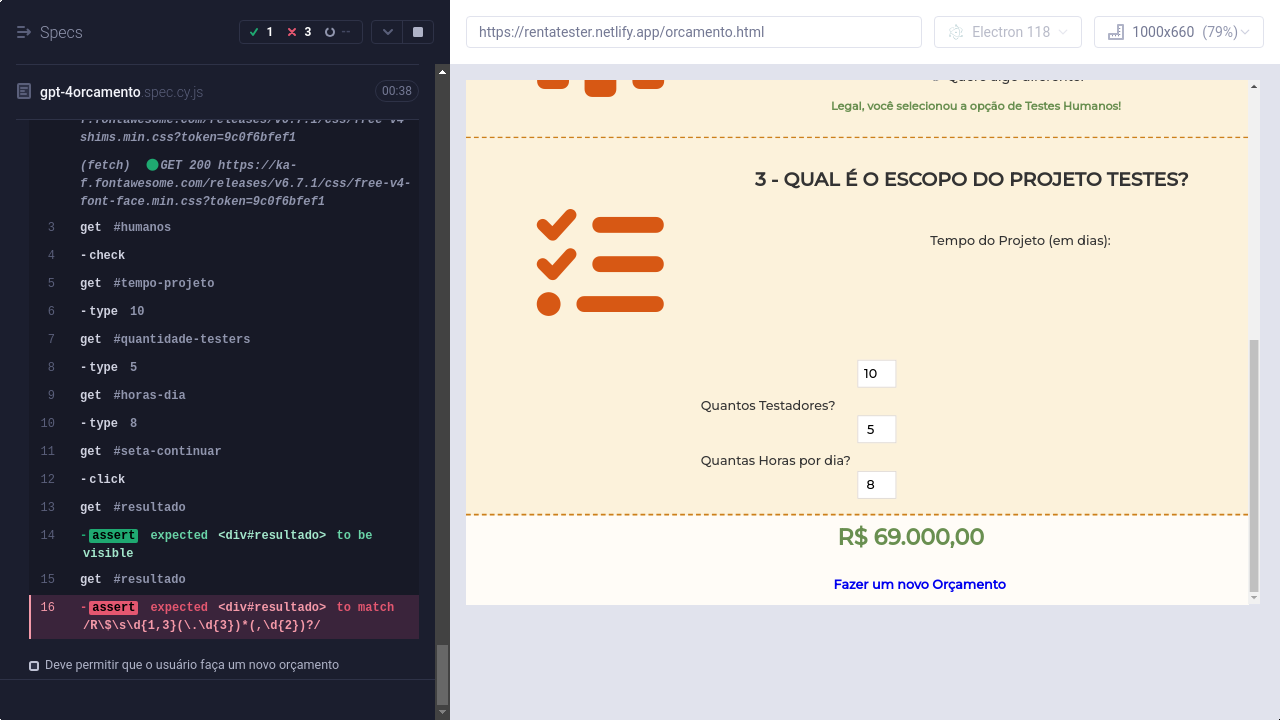 Specs
1
3
--
https://rentatester.netlify.app/orcamento.html
Electron 118
1000x660 (79%)
gpt-4orcamento.spec.cy.js
00:38
f.fontawesome.com/releases/v6.7.1/css/free-v4-
shims.min.css?token=9c0f6bfef1
(fetch) GET 200 https://ka-
f.fontawesome.com/releases/v6.7.1/css/free-v4-
font-face.min.css?token=9c0f6bfef1
3 get #humanos
4 -check
5 get #tempo-projeto
6 -type 10
7 get #quantidade-testers
8 -type 5
9 get #horas-dia
10 -type 8
11 get #seta-continuar
12 -click
13 get #resultado
14 -assert expected <div#resultado> to be
visible
15 get #resultado
16 -assert expected <div#resultado> to match
/R\$\s\d{1,3}(\.\d{3})*(,\d{2})?/
Deve permitir que o usuário faça um novo orçamento
Quero algo diferente!
Legal, você selecionou a opção de Testes Humanos!
3 - QUAL É O ESCOPO DO PROJETO TESTES?
Tempo do Projeto (em dias):
10
Quantos Testadores?
5
Quantas Horas por dia?
8
R$ 69.000,00
Fazer um novo Orçamento